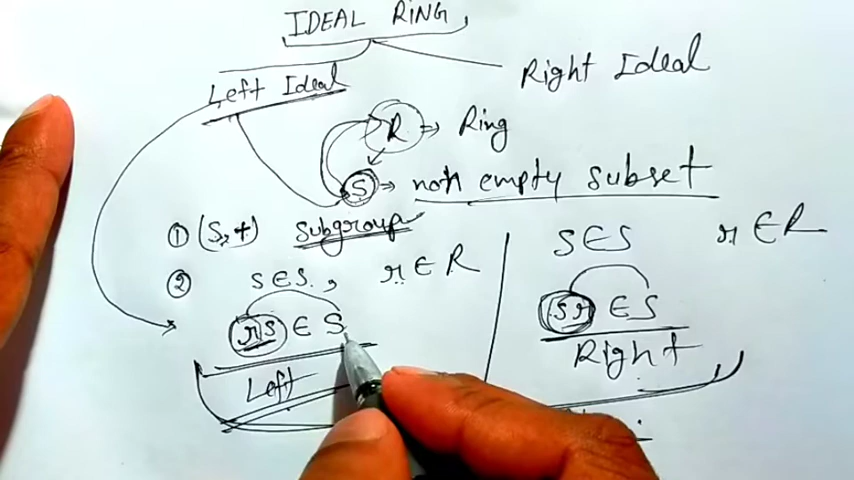 IDEAL RING
Left Ideal
Right Ideal
R → Ring
S → non empty subset
① (S, +) Subgroup
② s ∈ S, r ∈ R
rs ∈ S
Left
s ∈ S r ∈ R
sr ∈ S
Right